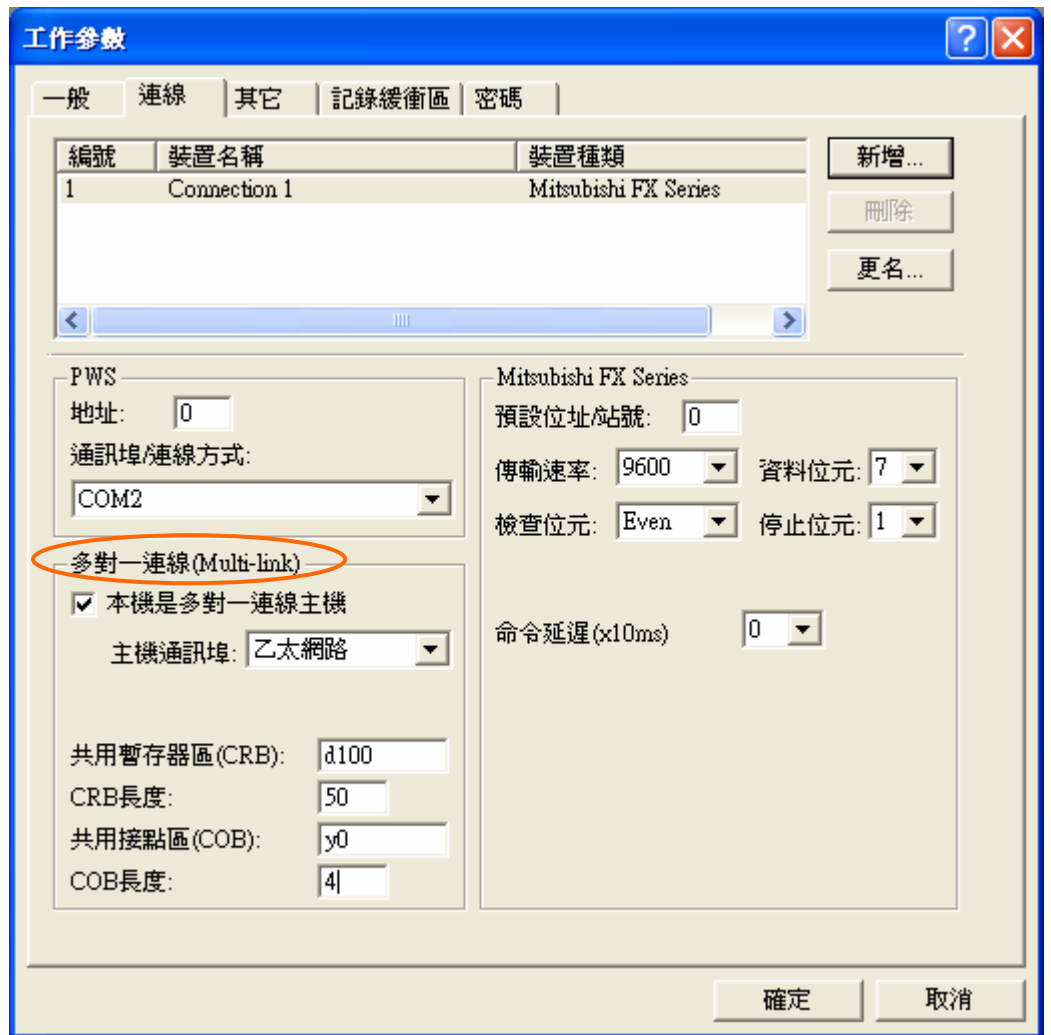 工作參數
一般 連線 其它 記錄緩衝區 密碼
編號 裝置名稱 裝置種類
1 Connection 1 Mitsubishi FX Series
新增...
刪除
更名...
PWS
地址: 0
通訊埠/連線方式:
COM2
多對一連線(Multi-link)
本機是多對一連線主機
主機通訊埠: 乙太網路
共用暫存器區(CRB): d100
CRB長度: 50
共用接點區(COB): y0
COB長度: 4
Mitsubishi FX Series
預設位址/站號: 0
傳輸速率: 9600 資料位元: 7
檢查位元: Even 停止位元: 1
命令延遲(x10ms) 0
確定 取消